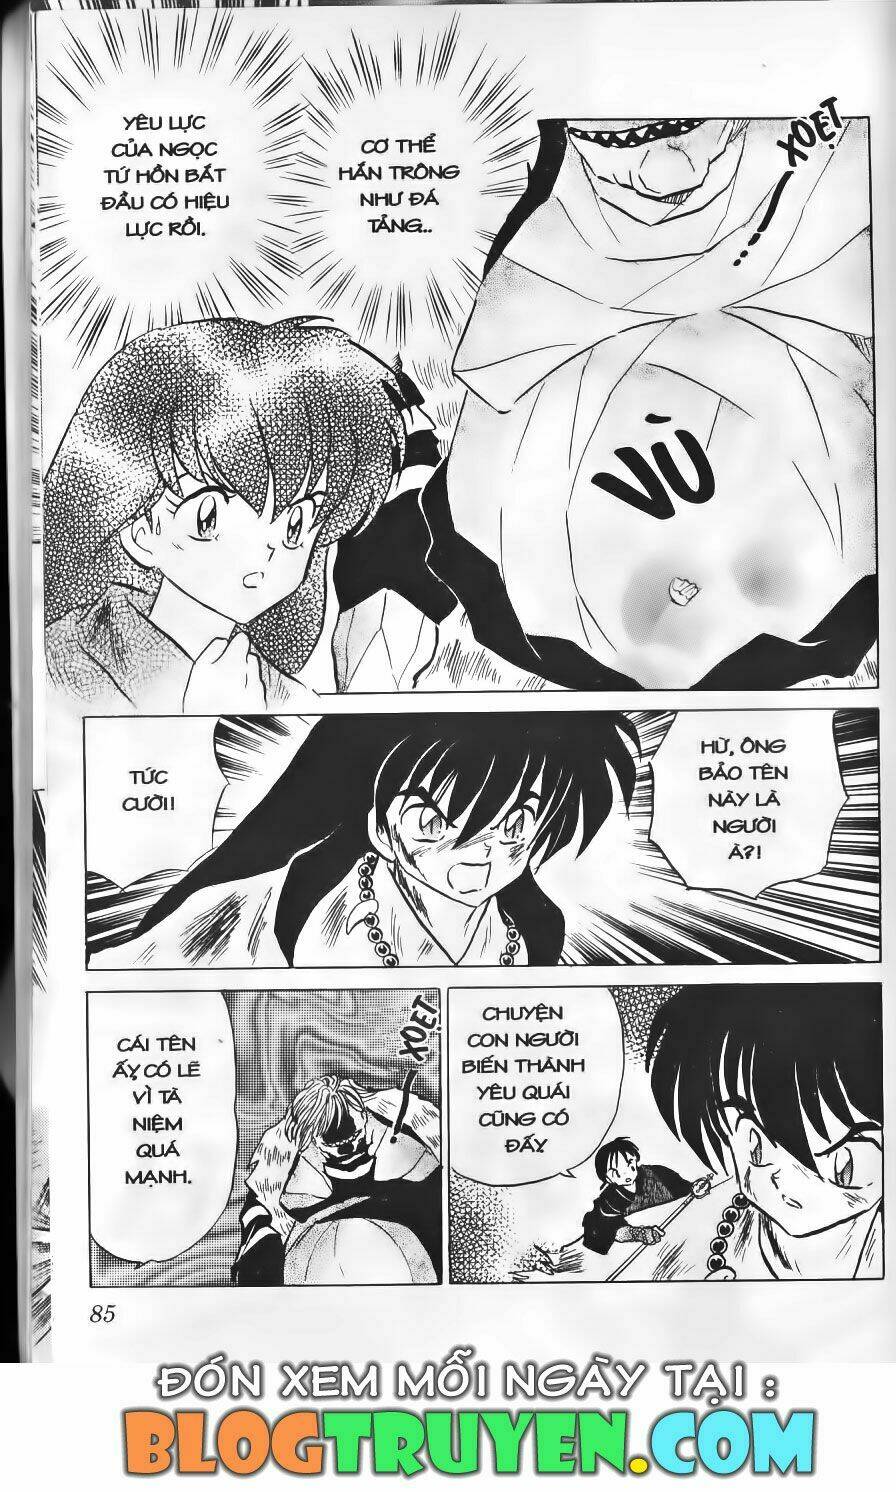 YÊU LỰC
CỦA NGỌC
TỨ HỒN BẮT
ĐẦU CÓ HIỆU
LỰC RỒI.
CƠ THỂ
HẮN TRÔNG
NHƯ ĐÁ
TẢNG..
XOẸT
VÙ
TỨC
CƯỜI!
HỪ, ÔNG
BẢO TÊN
NÀY LÀ
NGƯỜI
À?!
CÁI TÊN
ẤY, CÓ LẼ
VÌ TÀ
NIỆM
QUÁ
MẠNH.
XOẸT
CHUYỆN
CON NGƯỜI
BIẾN THÀNH
YÊU QUÁI
CŨNG CÓ
ĐẤY.
85
ĐÓN XEM MỖI NGÀY TẠI :
BLOGTRUYEN.COM